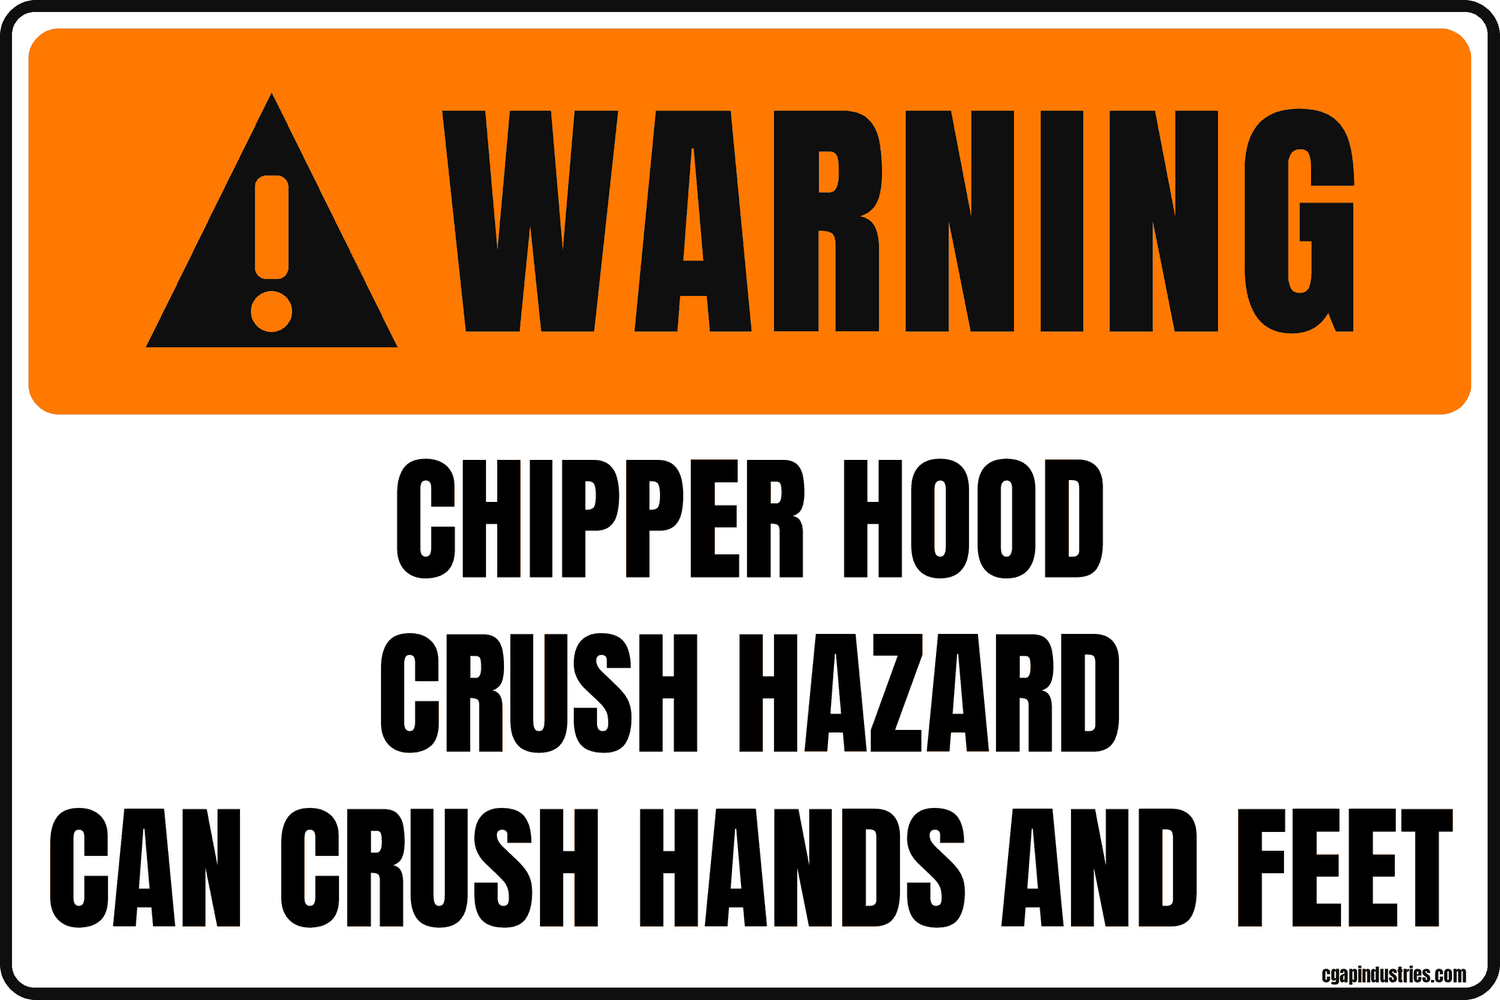 WARNING
CHIPPER HOOD
CRUSH HAZARD
CAN CRUSH HANDS AND FEET
cgapindustries.com